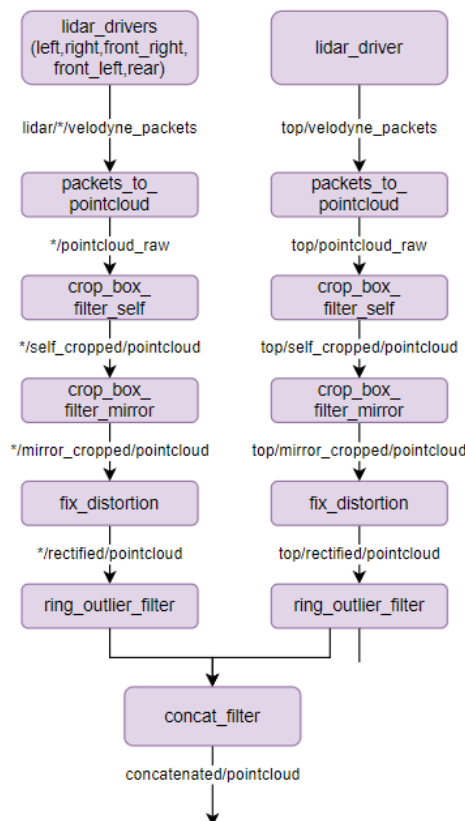 lidar_drivers
(left,right,front_right,
front_left,rear)
lidar_driver
lidar/*/velodyne_packets
top/velodyne_packets
packets_to_
pointcloud
packets_to_
pointcloud
*/pointcloud_raw
top/pointcloud_raw
crop_box_
filter_self
crop_box_
filter_self
*/self_cropped/pointcloud
top/self_cropped/pointcloud
crop_box_
filter_mirror
crop_box_
filter_mirror
*/mirror_cropped/pointcloud
top/mirror_cropped/pointcloud
fix_distortion
fix_distortion
*/rectified/pointcloud
top/rectified/pointcloud
ring_outlier_filter
ring_outlier_filter
concat_filter
concatenated/pointcloud